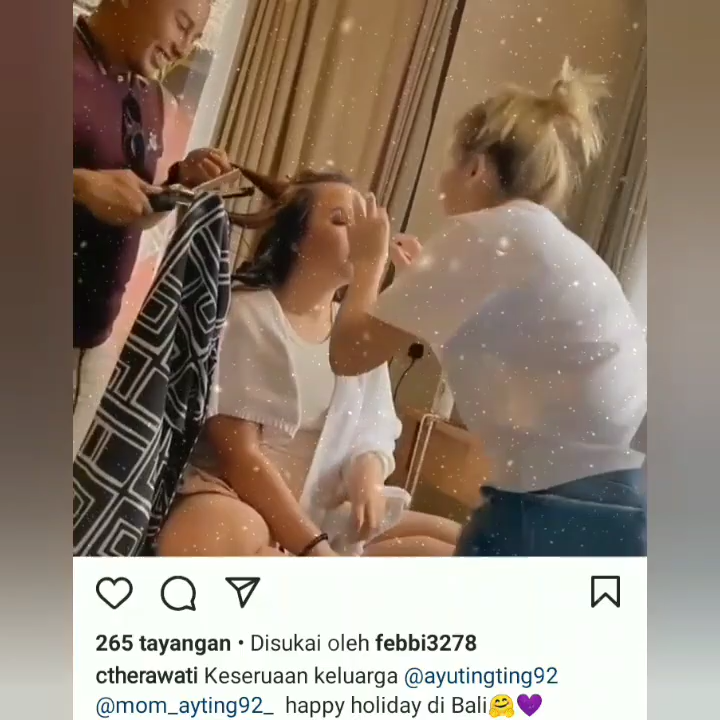 265 tayangan • Disukai oleh febbi3278
ctherawati Keseruaan keluarga @ayutingting92
@mom_ayting92_ happy holiday di Bali🤗💜